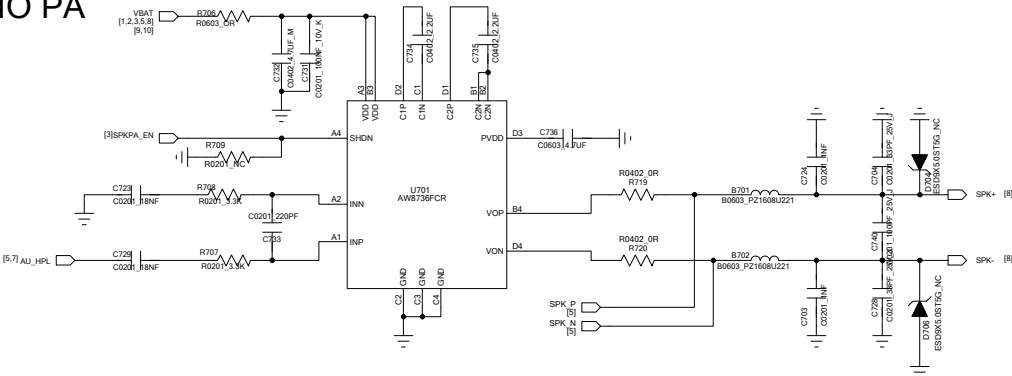 IO PA
VBAT
[1,2,3,5,8]
[9,10]
R706
R0603_OR
C732
C0402_4.7UF_M
C731
C0201_100NF_10V_K
C734
C0402_2.2UF
C735
C0402_2.2UF
A3
B3
D2
C1
D1
B1
B2
VDD
VDD
C1P
C1N
C2P
C2N
C2N
[3]SPKPA_EN
A4
SHDN
R709
R0201_NC
PVDD
D3
C736
C0603_4.7UF
C723
C0201_18NF
R708
R0201_3.3K
A2
INN
C0201_220PF
C733
U701
AW8736FCR
[5,7]
AU_HPL
C729
C0201_18NF
R707
R0201_3.3K
A1
INP
VOP
B4
R0402_0R
R719
B701
B0603_PZ1608U221
VON
D4
R0402_0R
R720
B702
B0603_PZ1608U221
GND
GND
GND
C2
C3
C4
SPK_P
[5]
SPK_N
[5]
C724
C0201_1NF
C704
C0201_33PF_25V_J
D704
ESD9X5.0ST5G_NC
SPK+
[8]
C740
C0201_100PF_25V_J
SPK-
[8]
C703
C0201_1NF
C728
D706
ESD9X5.0ST5G_NC